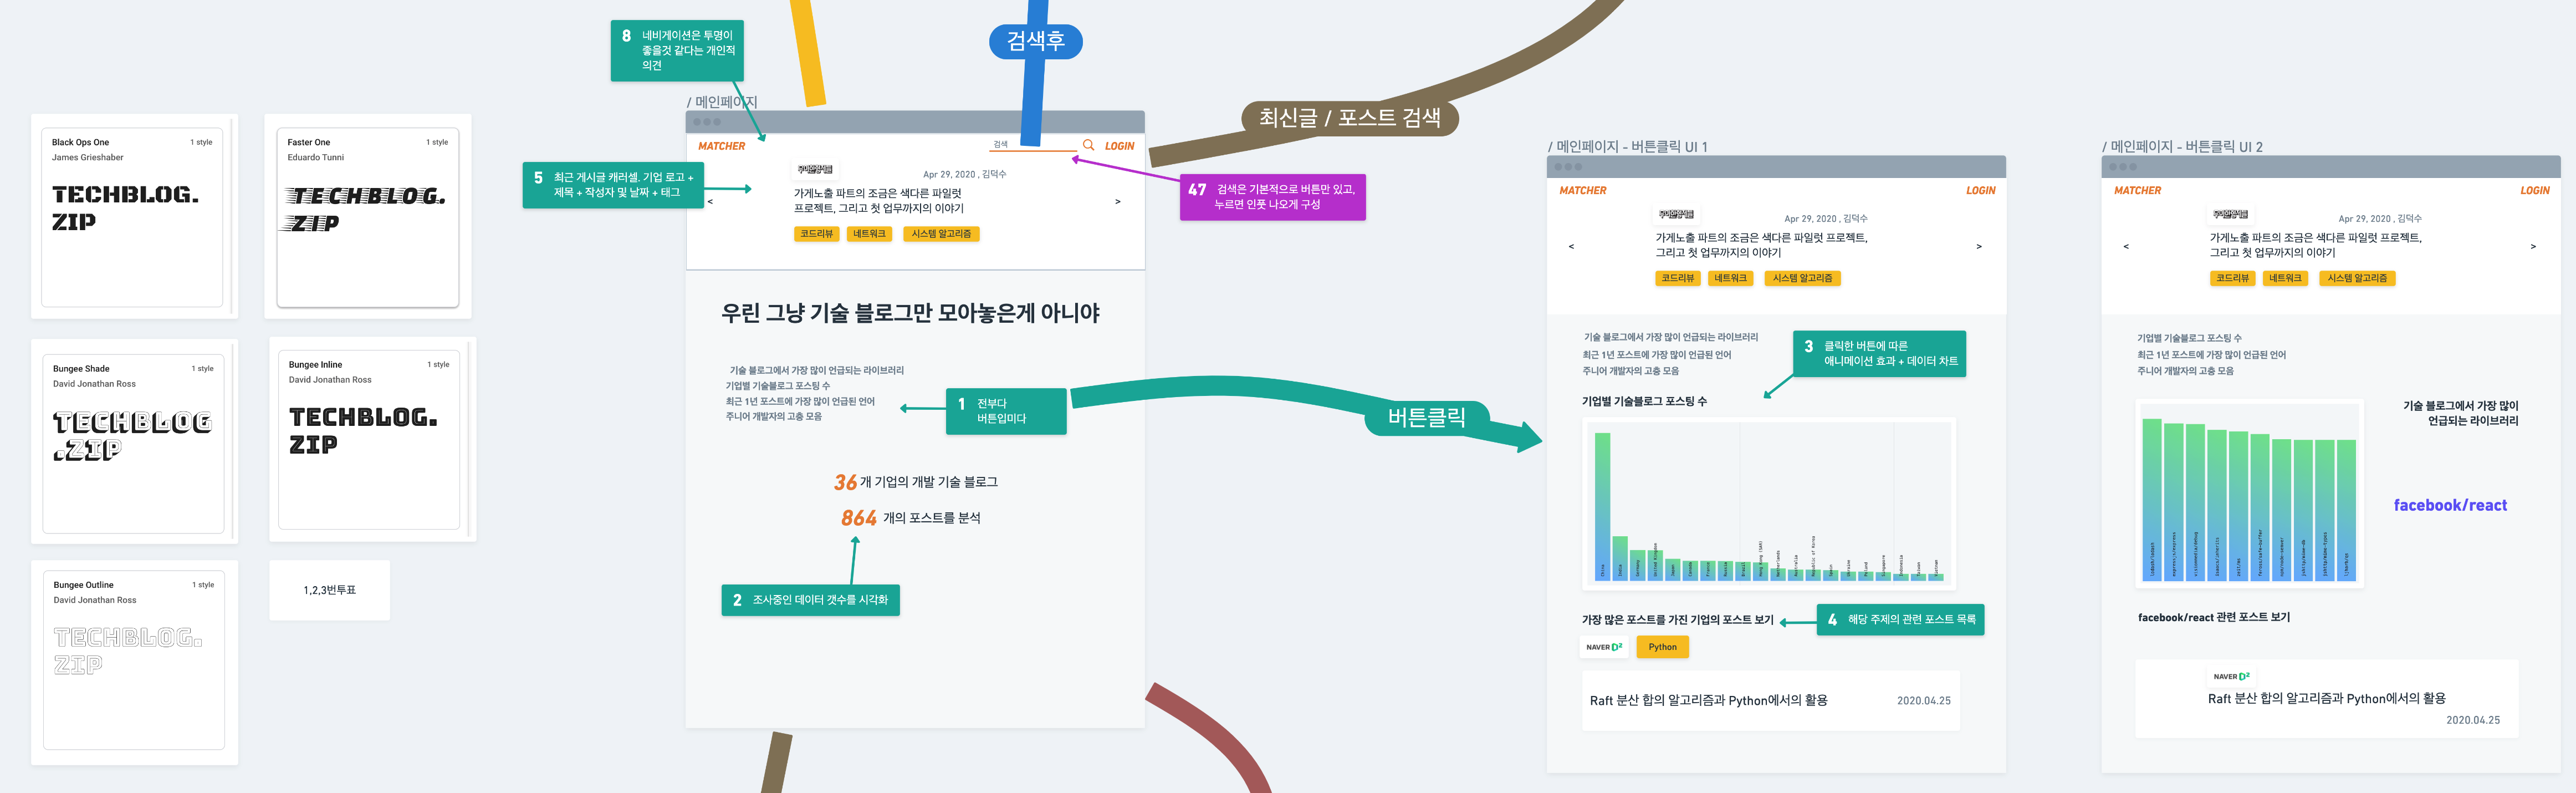 Black Ops One
1 style
James Grieshaber
TECHBLOG.
ZIP
Faster One
1 style
Eduardo Tunni
TECHBLOG.
ZIP
Bungee Shade
1 style
David Jonathan Ross
TECHBLOG
.ZIP
Bungee Inline
1 style
David Jonathan Ross
TECHBLOG.
ZIP
Bungee Outline
1 style
David Jonathan Ross
TECHBLOG.
ZIP
1,2,3번투표
8 네비게이션은 투명이
좋을것 같다는 개인적
의견
검색후
최신글 / 포스트 검색
/ 메인페이지
MATCHER
검색
LOGIN
5 최근 게시글 캐러셀. 기업 로고 +
제목 + 작성자 및 날짜 + 태그
Apr 29, 2020 , 김덕수
가게노출 파트의 조금은 색다른 파일럿
프로젝트, 그리고 첫 업무까지의 이야기
<
>
코드리뷰
네트워크
시스템 알고리즘
47 검색은 기본적으로 버튼만 있고,
누르면 인풋 나오게 구성
우린 그냥 기술 블로그만 모아놓은게 아니야
기술 블로그에서 가장 많이 언급되는 라이브러리
기업별 기술블로그 포스팅 수
최근 1년 포스트에 가장 많이 언급된 언어
주니어 개발자의 고충 모음
1 전부다
버튼입미다
버튼클릭
36 개 기업의 개발 기술 블로그
864 개의 포스트를 분석
2 조사중인 데이터 갯수를 시각화
/ 메인페이지 - 버튼클릭 UI 1
MATCHER
LOGIN
Apr 29, 2020 , 김덕수
가게노출 파트의 조금은 색다른 파일럿 프로젝트,
그리고 첫 업무까지의 이야기
<
>
코드리뷰
네트워크
시스템 알고리즘
기술 블로그에서 가장 많이 언급되는 라이브러리
최근 1년 포스트에 가장 많이 언급된 언어
주니어 개발자의 고충 모음
3 클릭한 버튼에 따른
애니메이션 효과 + 데이터 차트
기업별 기술블로그 포스팅 수
China
India
Germany
United Kingdom
Japan
Canada
France
Russia
Brazil
Hong Kong (SAR)
Netherlands
Australia
Republic of Korea
Spain
Ukraine
Poland
Singapore
Indonesia
Taiwan
Vietnam
가장 많은 포스트를 가진 기업의 포스트 보기
4 해당 주제의 관련 포스트 목록
NAVER D2
Python
Raft 분산 합의 알고리즘과 Python에서의 활용
2020.04.25
/ 메인페이지 - 버튼클릭 UI 2
MATCHER
LOGIN
Apr 29, 2020 , 김덕수
가게노출 파트의 조금은 색다른 파일럿 프로젝트,
그리고 첫 업무까지의 이야기
<
>
코드리뷰
네트워크
시스템 알고리즘
기업별 기술블로그 포스팅 수
최근 1년 포스트에 가장 많이 언급된 언어
주니어 개발자의 고충 모음
기술 블로그에서 가장 많이
언급되는 라이브러리
facebook/react
facebook/react 관련 포스트 보기
NAVER D2
Raft 분산 합의 알고리즘과 Python에서의 활용
2020.04.25